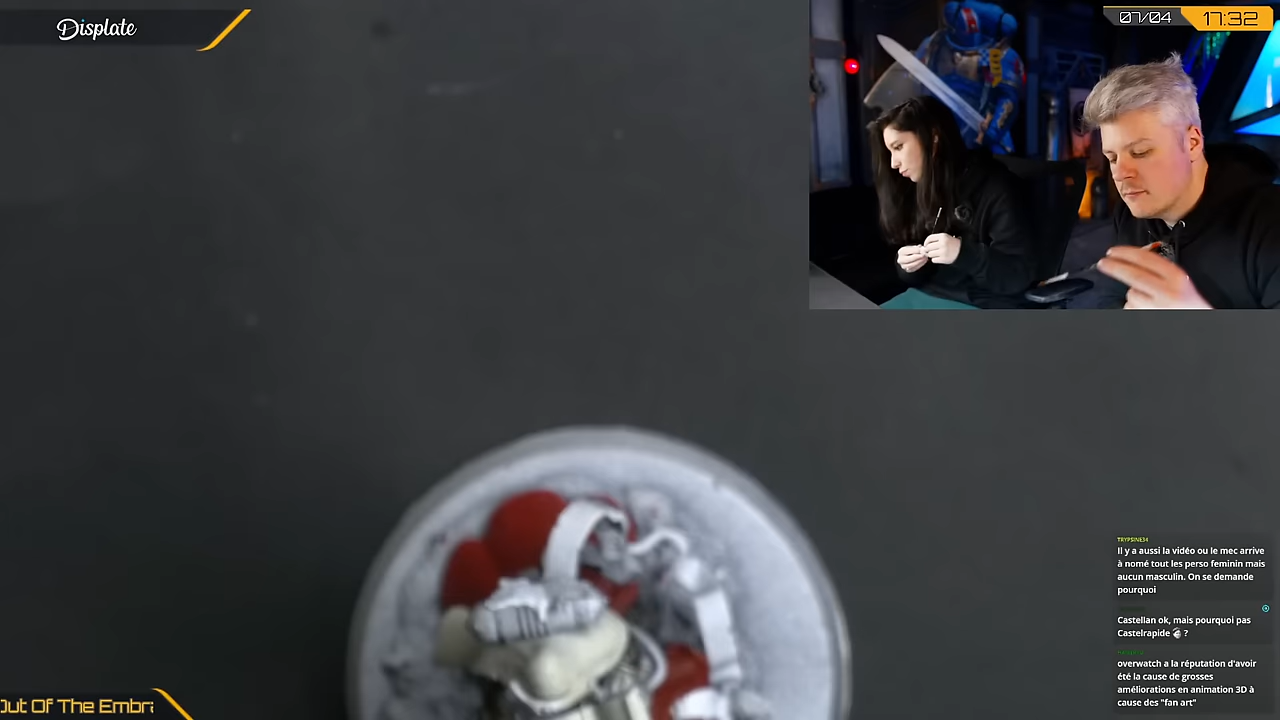 Displate
07/04
17:32
TRYPSINE34
Il y a aussi la vidéo ou le mec arrive
à nomé tout les perso feminin mais
aucun masculin. On se demande
pourquoi
Castellan ok, mais pourquoi pas
Castelrapide ?
overwatch a la réputation d'avoir
été la cause de grosses
améliorations en animation 3D à
cause des "fan art"
Out Of The Embra